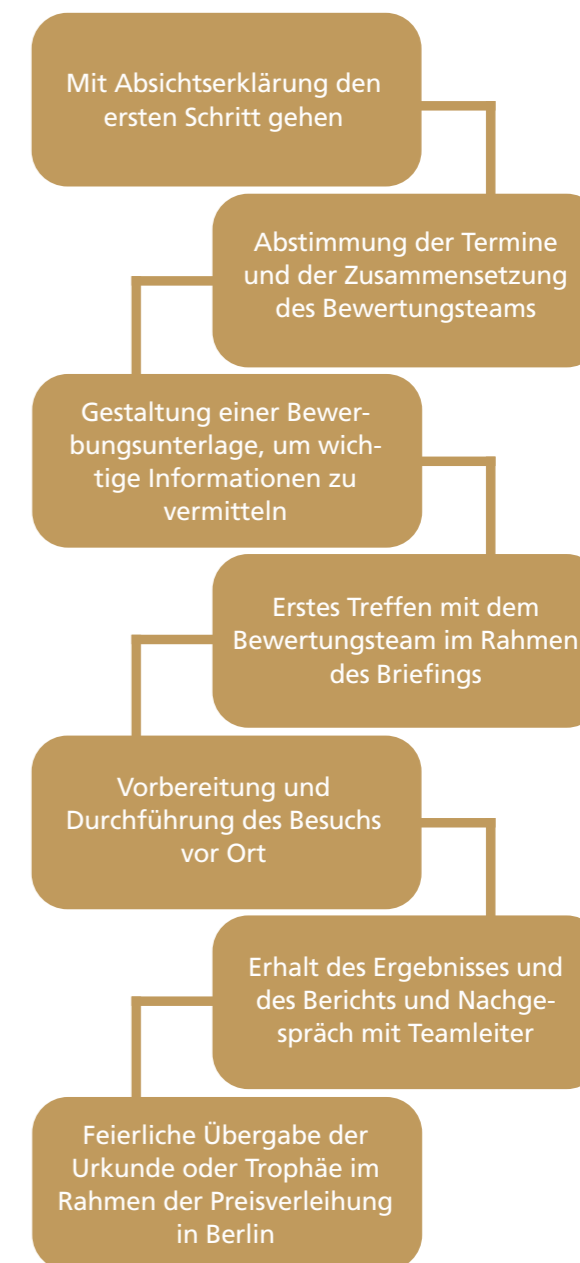 Mit Absichtserklärung den
ersten Schritt gehen
Abstimmung der Termine
und der Zusammensetzung
des Bewertungsteams
Gestaltung einer Bewer-
bungsunterlage, um wich-
tige Informationen zu
vermitteln
Erstes Treffen mit dem
Bewertungsteam im Rahmen
des Briefings
Vorbereitung und
Durchführung des Besuchs
vor Ort
Erhalt des Ergebnisses und
des Berichts und Nachge-
spräch mit Teamleiter
Feierliche Übergabe der
Urkunde oder Trophäe im
Rahmen der Preisverleihung
in Berlin